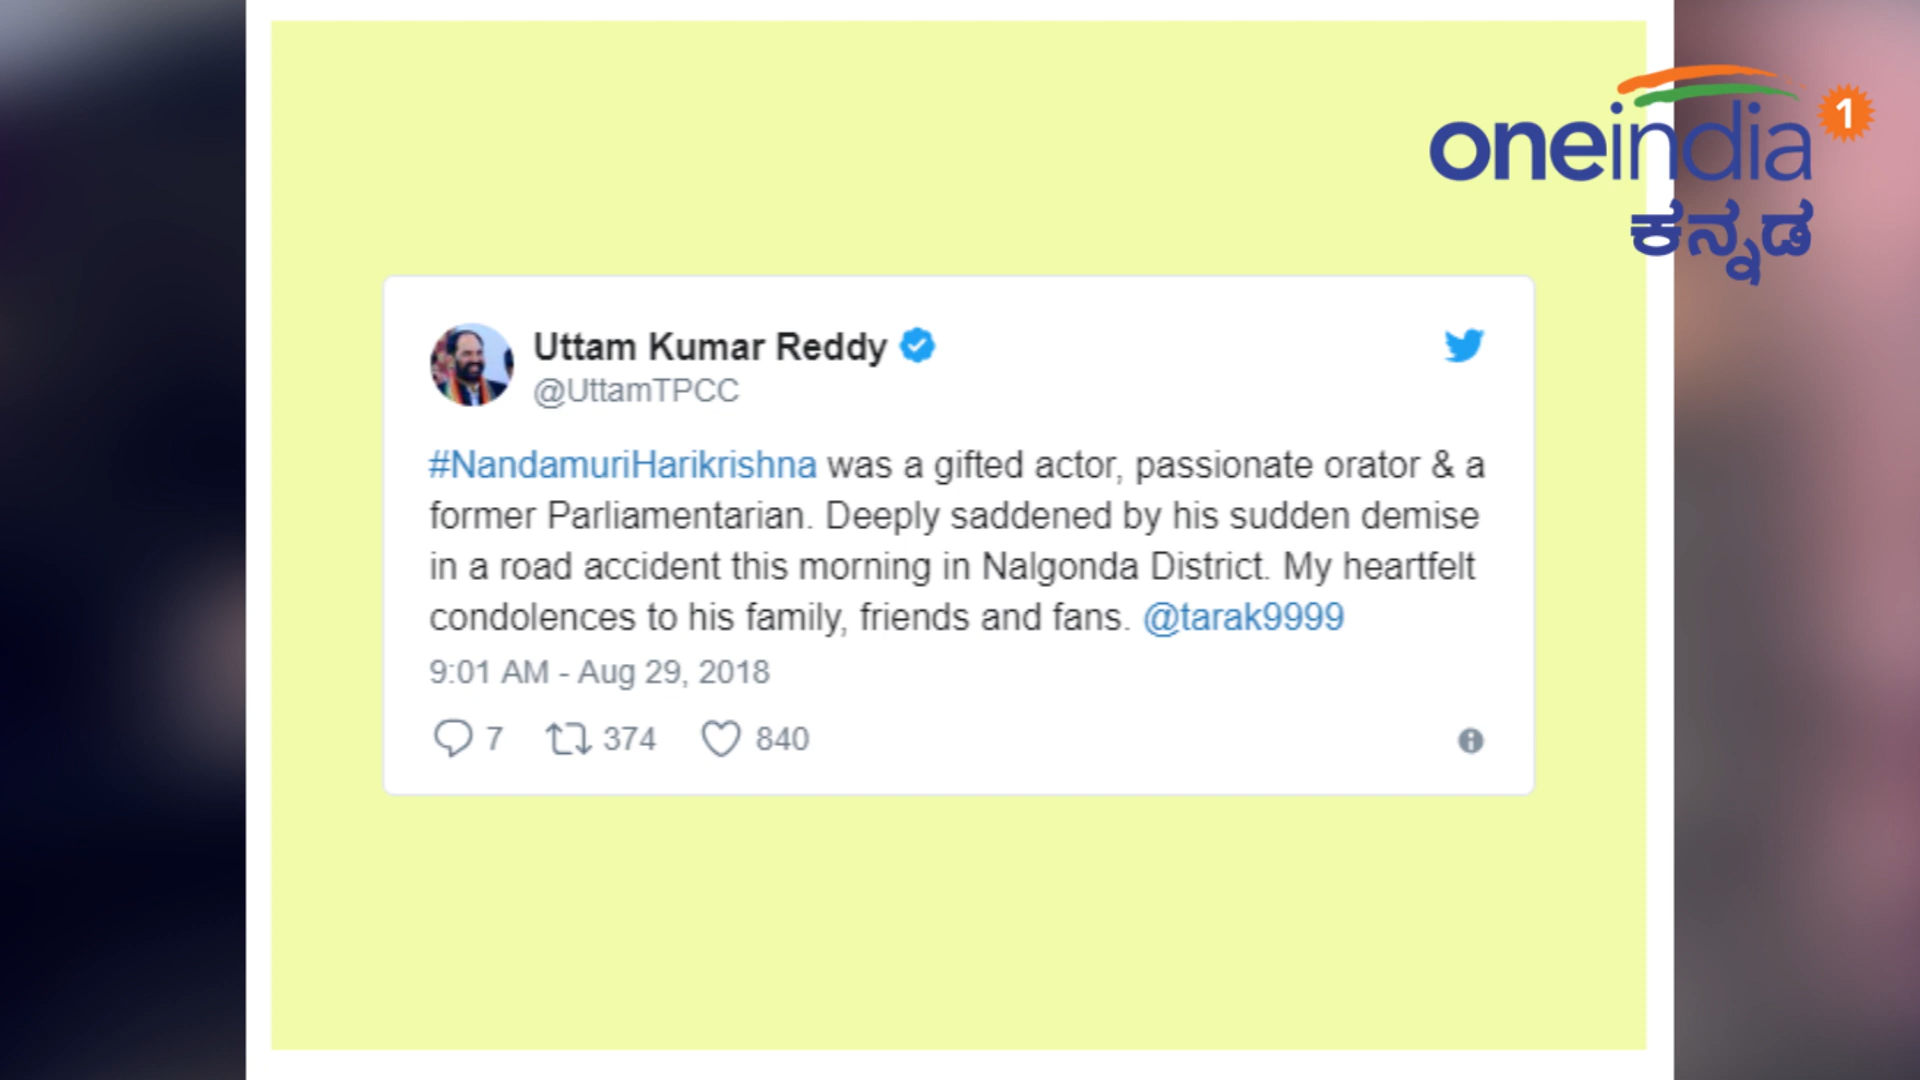 oneindia 1
ಕನ್ನಡ
Uttam Kumar Reddy
@UttamTPCC
#NandamuriHarikrishna was a gifted actor, passionate orator & a
former Parliamentarian. Deeply saddened by his sudden demise
in a road accident this morning in Nalgonda District. My heartfelt
condolences to his family, friends and fans. @tarak9999
9:01 AM - Aug 29, 2018
7 374 840